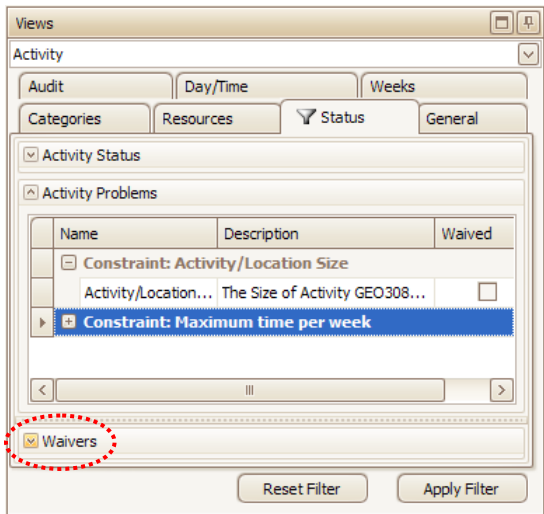 Views
Activity
Audit Day/Time Weeks
Categories Resources Status General
Activity Status
Activity Problems
Name Description Waived
Constraint: Activity/Location Size
Activity/Location... The Size of Activity GEO308...
Constraint: Maximum time per week
Waivers
Reset Filter Apply Filter